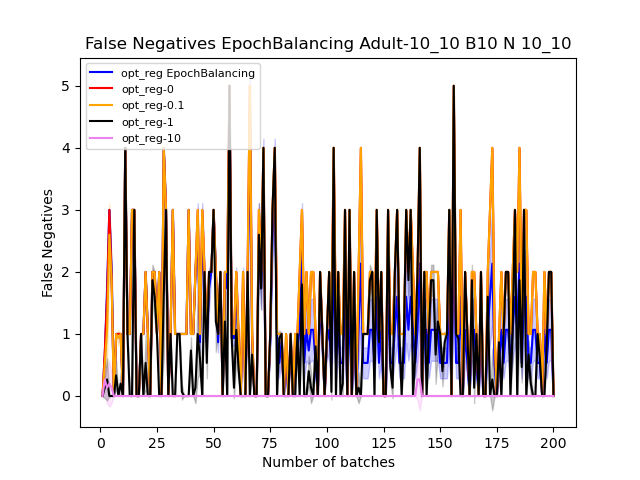 False Negatives EpochBalancing Adult-10_10 B10 N 10_10
opt_reg EpochBalancing
opt_reg-0
opt_reg-0.1
opt_reg-1
opt_reg-10
False Negatives
5
4
3
2
1
0
0 25 50 75 100 125 150 175 200
Number of batches